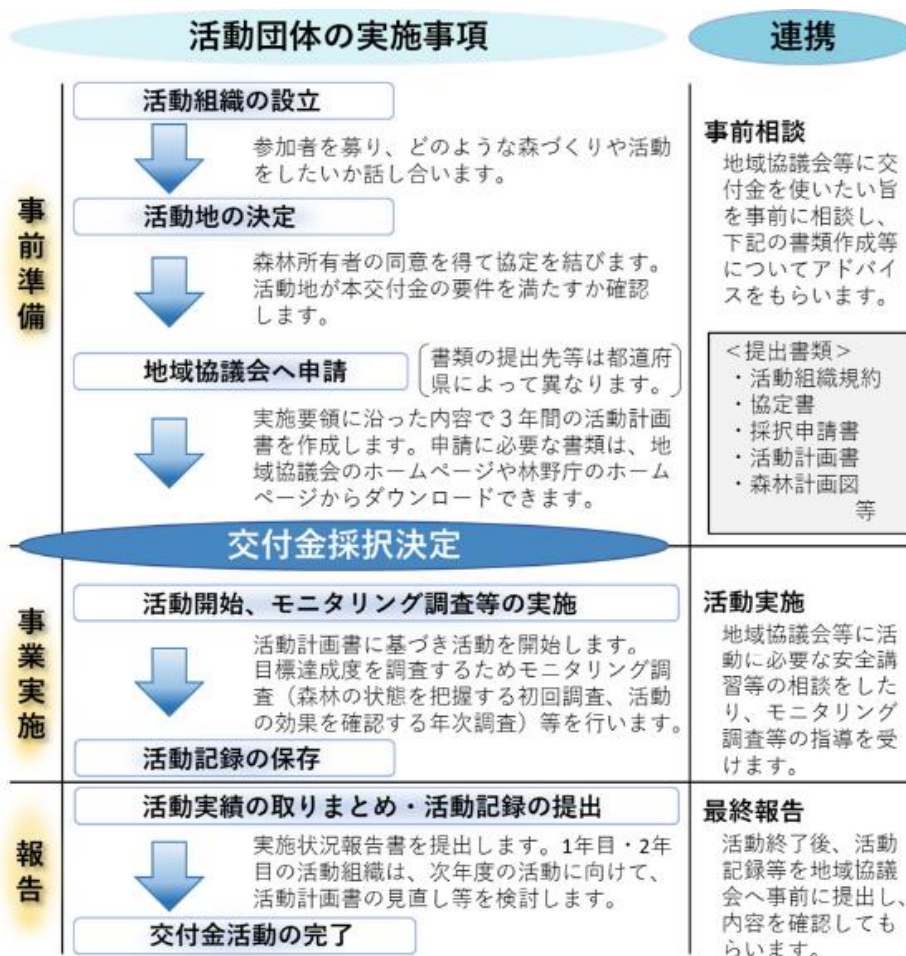 活動団体の実施事項
連携
事前準備
活動組織の設立
参加者を募り、どのような森づくりや活動
をしたいか話し合います。
活動地の決定
森林所有者の同意を得て協定を結びます。
活動地が本交付金の要件を満たすか確認
します。
地域協議会へ申請
書類の提出先等は都道府
県によって異なります。
実施要領に沿った内容で３年間の活動計画
書を作成します。申請に必要な書類は、地
域協議会のホームページや林野庁のホーム
ページからダウンロードできます。
事前相談
地域協議会等に交
付金を使いたい旨
を事前に相談し、
下記の書類作成等
についてアドバイ
スをもらいます。
＜提出書類＞
・活動組織規約
・協定書
・採択申請書
・活動計画書
・森林計画図
等
交付金採択決定
事業実施
活動開始、モニタリング調査等の実施
活動計画書に基づき活動を開始します。
目標達成度を調査するためモニタリング調
査（森林の状態を把握する初回調査、活動
の効果を確認する年次調査）等を行います。
活動記録の保存
活動実施
地域協議会等に活
動に必要な安全講
習等の相談をした
り、モニタリング
調査等の指導を受
けます。
報告
活動実績の取りまとめ・活動記録の提出
実施状況報告書を提出します。1年目・2年
目の活動組織は、次年度の活動に向けて、
活動計画書の見直し等を検討します。
交付金活動の完了
最終報告
活動終了後、活動
記録等を地域協議
会へ事前に提出し、
内容を確認しても
らいます。